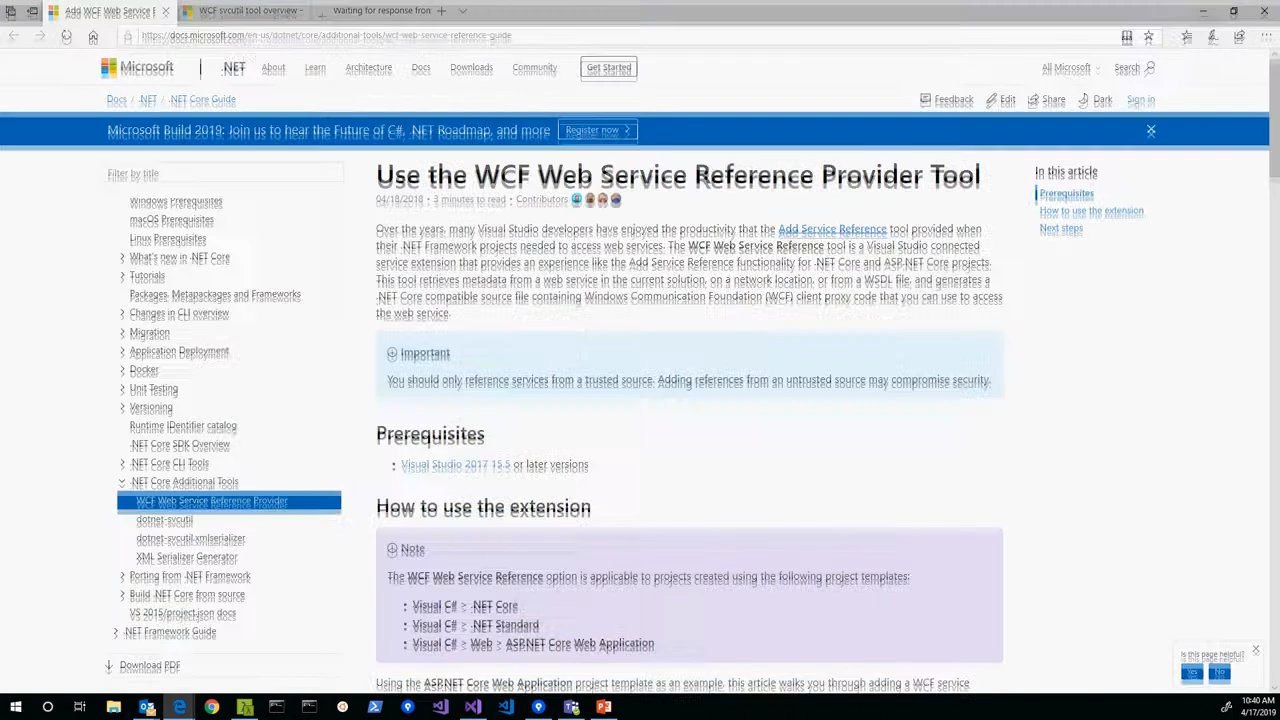 Add WCF Web Service F
WCF svcutil tool overview -
Waiting for response from
https://docs.microsoft.com/en-us/dotnet/core/additional-tools/wcf-web-service-reference-guide
Microsoft
.NET
About
Learn
Architecture
Docs
Downloads
Community
Get Started
All Microsoft
Search
Docs / .NET / .NET Core Guide
Feedback
Edit
Share
Dark
Sign in
Microsoft Build 2019: Join us to hear the Future of C#, .NET Roadmap, and more
Register now
Filter by title
Windows Prerequisites
macOS Prerequisites
Linux Prerequisites
What's new in .NET Core
Tutorials
Packages, Metapackages and Frameworks
Changes in CLI overview
Migration
Application Deployment
Docker
Unit Testing
Versioning
Runtime IDentifier catalog
.NET Core SDK Overview
.NET Core CLI Tools
.NET Core Additional Tools
WCF Web Service Reference Provider
dotnet-svcutil
dotnet-svcutil.xmlserializer
XML Serializer Generator
Porting from .NET Framework
Build .NET Core from source
VS 2015/project.json docs
.NET Framework Guide
Download PDF
Use the WCF Web Service Reference Provider Tool
04/18/2018 • 3 minutes to read • Contributors
Over the years, many Visual Studio developers have enjoyed the productivity that the Add Service Reference tool provided when
their .NET Framework projects needed to access web services. The WCF Web Service Reference tool is a Visual Studio connected
service extension that provides an experience like the Add Service Reference functionality for .NET Core and ASP.NET Core projects.
This tool retrieves metadata from a web service in the current solution, on a network location, or from a WSDL file, and generates a
.NET Core compatible source file containing Windows Communication Foundation (WCF) client proxy code that you can use to access
the web service.
Important
You should only reference services from a trusted source. Adding references from an untrusted source may compromise security.
Prerequisites
• Visual Studio 2017 15.5 or later versions
How to use the extension
Note
The WCF Web Service Reference option is applicable to projects created using the following project templates:
• Visual C# > .NET Core
• Visual C# > .NET Standard
• Visual C# > Web > ASP.NET Core Web Application
Using the ASP.NET Core Web Application project template as an example, this article walks you through adding a WCF service
In this article
Prerequisites
How to use the extension
Next steps
Is this page helpful?
Yes
No
10:40 AM
4/17/2019